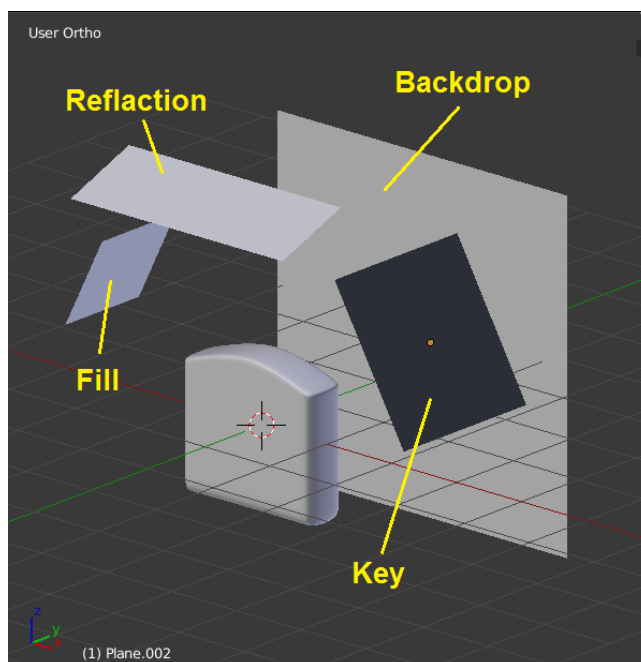 User Ortho
Reflaction
Backdrop
Fill
Key
z
y
x
(1) Plane.002